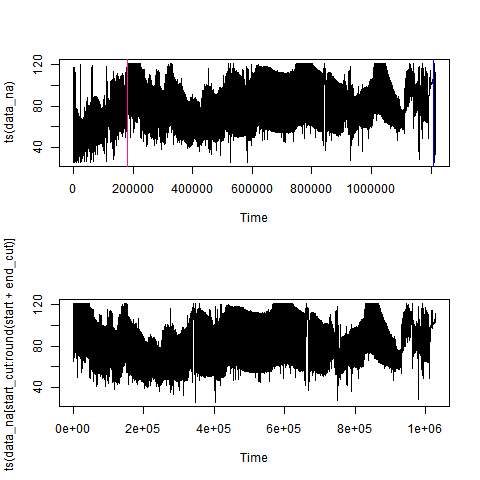 ts(data_na)
120
80
40
0
200000
400000
600000
800000
1000000
Time
ts(data_na[start_cut:round(start + end_cut)]
120
80
40
0e+00
2e+05
4e+05
6e+05
8e+05
1e+06
Time